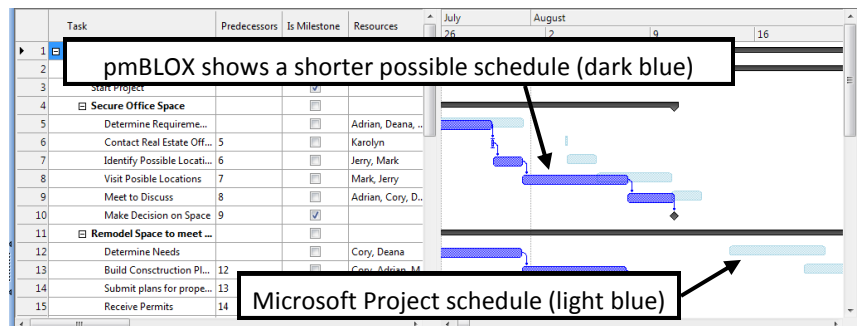 Task Predecessors Is Milestone Resources July August
26 2 9 16
1
2 pmBLOX shows a shorter possible schedule (dark blue)
3 Start Project
4 Secure Office Space
5 Determine Requireme... Adrian, Deana, ...
6 Contact Real Estate Off... 5 Karolyn
7 Identify Possible Locati... 6 Jerry, Mark
8 Visit Posible Locations 7 Mark, Jerry
9 Meet to Discuss 8 Adrian, Cory, D...
10 Make Decision on Space 9
11 Remodel Space to meet ...
12 Determine Needs Cory, Deana
13 Build Consctruction Pl... 12 Cory, Adrian, M
14 Submit plans for prope... 13
15 Receive Permits 14
Microsoft Project schedule (light blue)